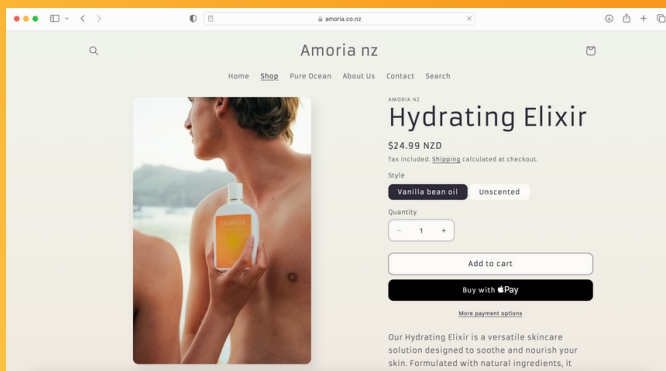 amoria.co.nz
Amoria nz
Home Shop Pure Ocean About Us Contact Search
AMORIA NZ
Hydrating Elixir
$24.99 NZD
Tax included. Shipping calculated at checkout.
Style
Vanilla bean oil Unscented
Quantity
− 1 +
Add to cart
Buy with Pay
More payment options
Our Hydrating Elixir is a versatile skincare
solution designed to soothe and nourish your
skin. Formulated with natural ingredients, it